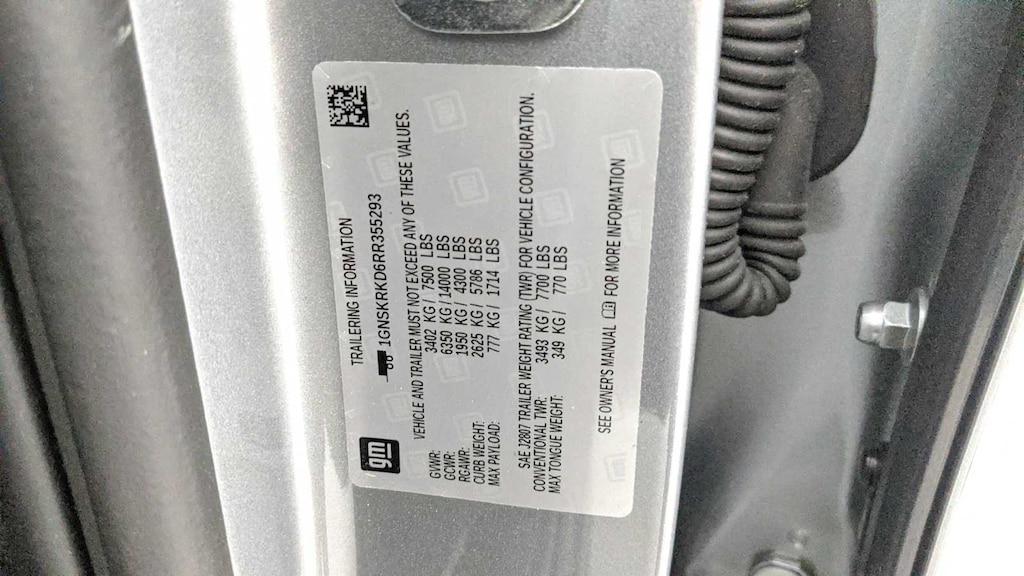 gm
TRAILERING INFORMATION
1GNSKRKD6RR355293
VEHICLE AND TRAILER MUST NOT EXCEED ANY OF THESE VALUES.
GVWR: 3402 KG / 7500 LBS
GCWR: 6350 KG / 14000 LBS
RGAWR: 1950 KG / 4300 LBS
CURB WEIGHT: 2625 KG / 5786 LBS
MAX PAYLOAD: 777 KG / 1714 LBS
SAE J2807 TRAILER WEIGHT RATING (TWR) FOR VEHICLE CONFIGURATION.
CONVENTIONAL TWR: 3493 KG / 7700 LBS
MAX TONGUE WEIGHT: 349 KG / 770 LBS
SEE OWNER'S MANUAL FOR MORE INFORMATION